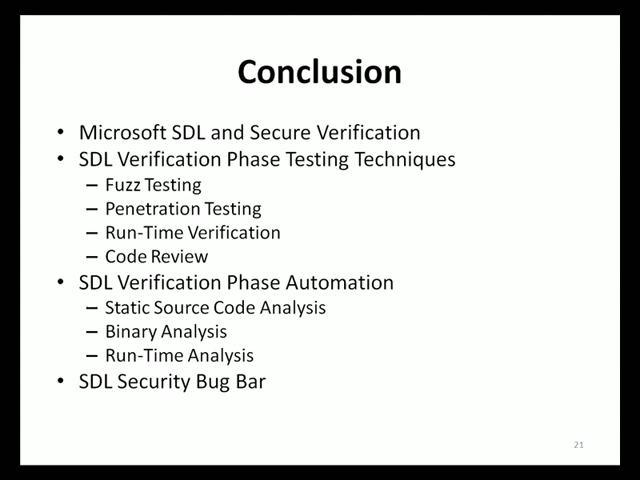 Conclusion
• Microsoft SDL and Secure Verification
• SDL Verification Phase Testing Techniques
– Fuzz Testing
– Penetration Testing
– Run-Time Verification
– Code Review
• SDL Verification Phase Automation
– Static Source Code Analysis
– Binary Analysis
– Run-Time Analysis
• SDL Security Bug Bar
21